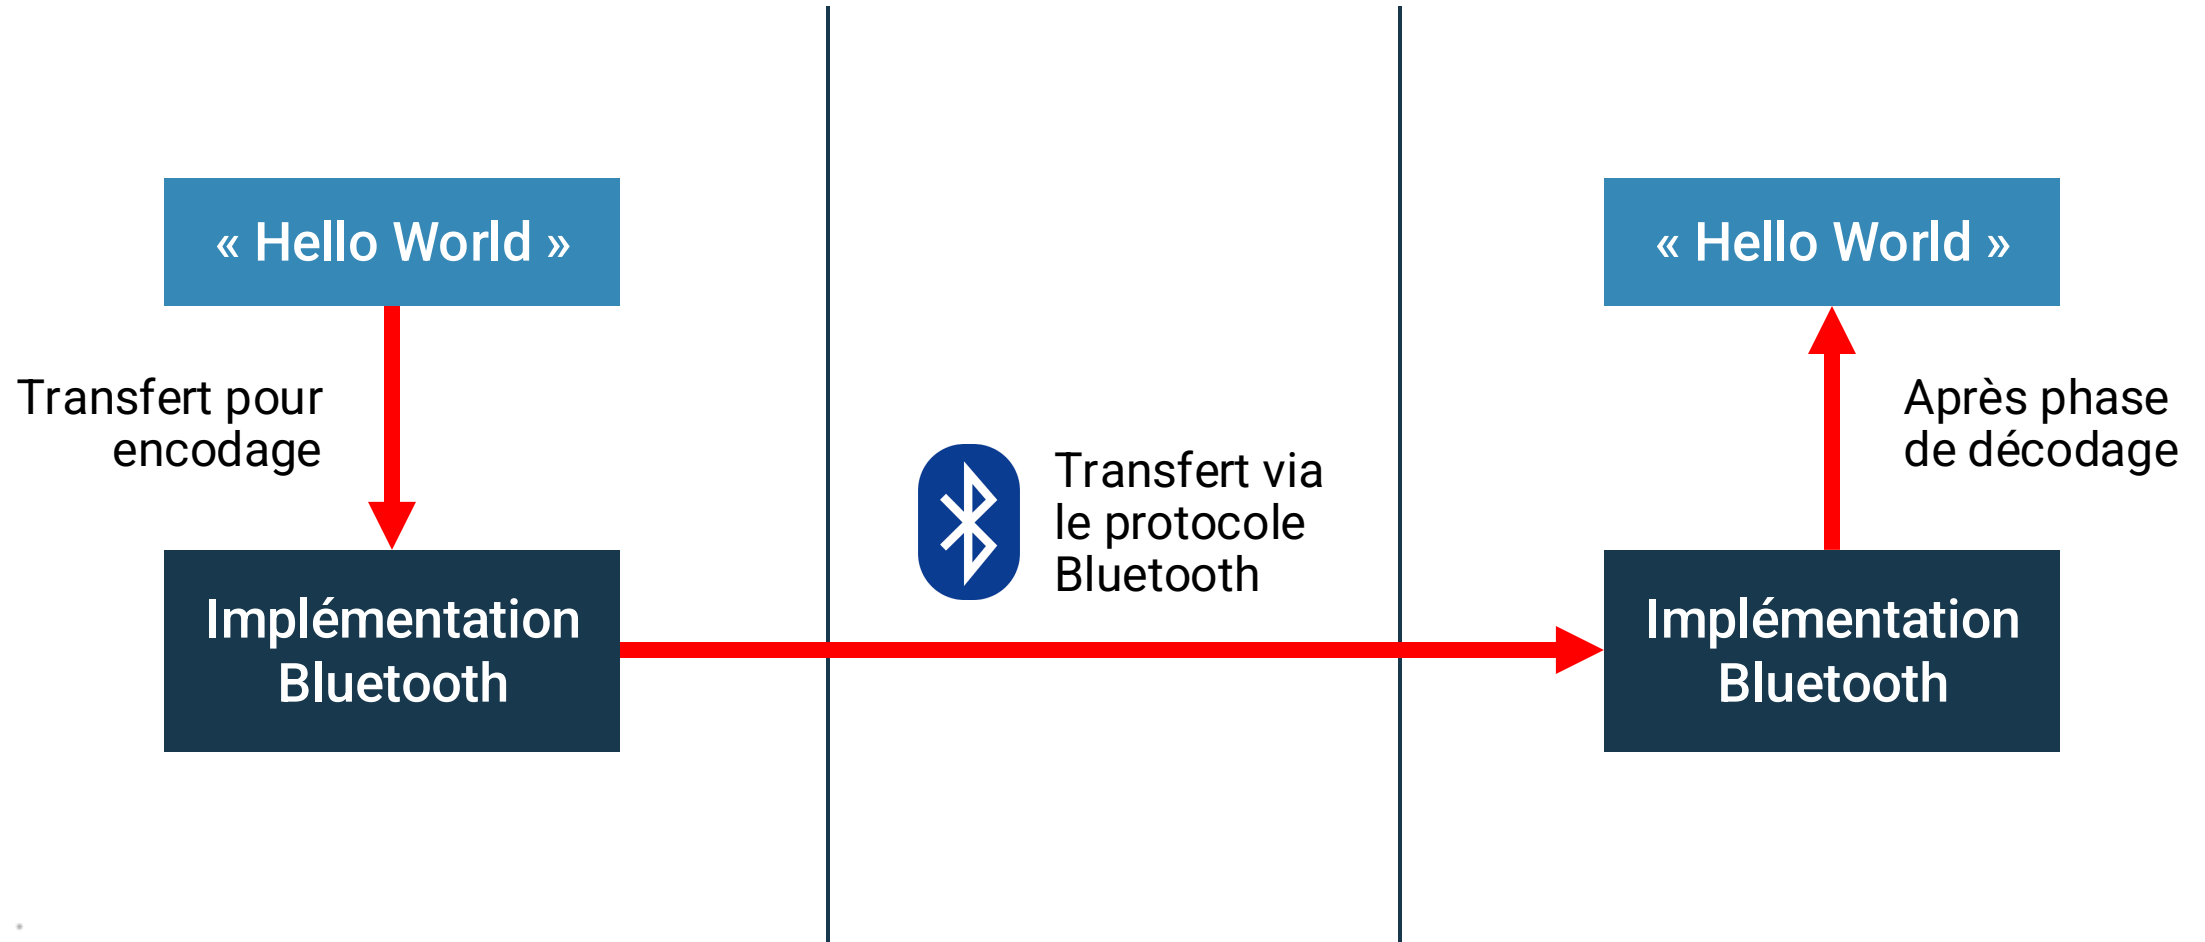 « Hello World »
Transfert pour
encodage
Implémentation
Bluetooth
Transfert via
le protocole
Bluetooth
« Hello World »
Après phase
de décodage
Implémentation
Bluetooth